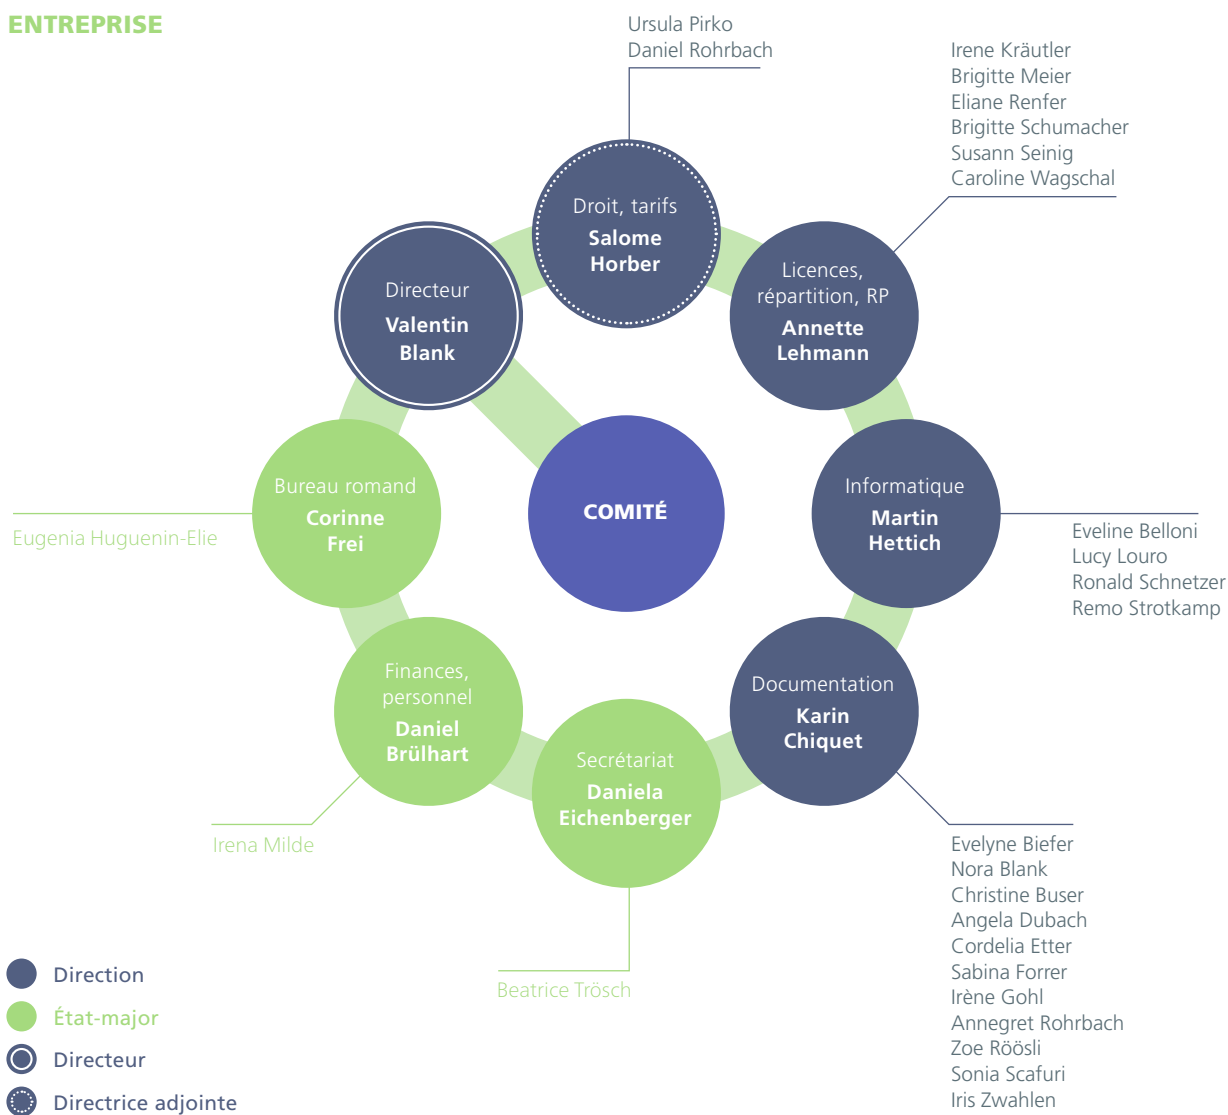 ENTREPRISE
Ursula Pirko
Daniel Rohrbach
Irene Kräutler
Brigitte Meier
Eliane Renfer
Brigitte Schumacher
Susann Seinig
Caroline Wagschal
Droit, tarifs
Salome
Horber
Licences,
répartition, RP
Annette
Lehmann
Directeur
Valentin
Blank
Bureau romand
Corinne
Frei
COMITÉ
Informatique
Martin
Hettich
Eugenia Huguenin-Elie
Eveline Belloni
Lucy Louro
Ronald Schnetzer
Remo Strotkamp
Finances,
personnel
Daniel
Brülhart
Documentation
Karin
Chiquet
Secrétariat
Daniela
Eichenberger
Irena Milde
Beatrice Trösch
Evelyne Biefer
Nora Blank
Christine Buser
Angela Dubach
Cordelia Etter
Sabina Forrer
Irène Gohl
Annegret Rohrbach
Zoe Röösli
Sonia Scafuri
Iris Zwahlen
Direction
État-major
Directeur
Directrice adjointe